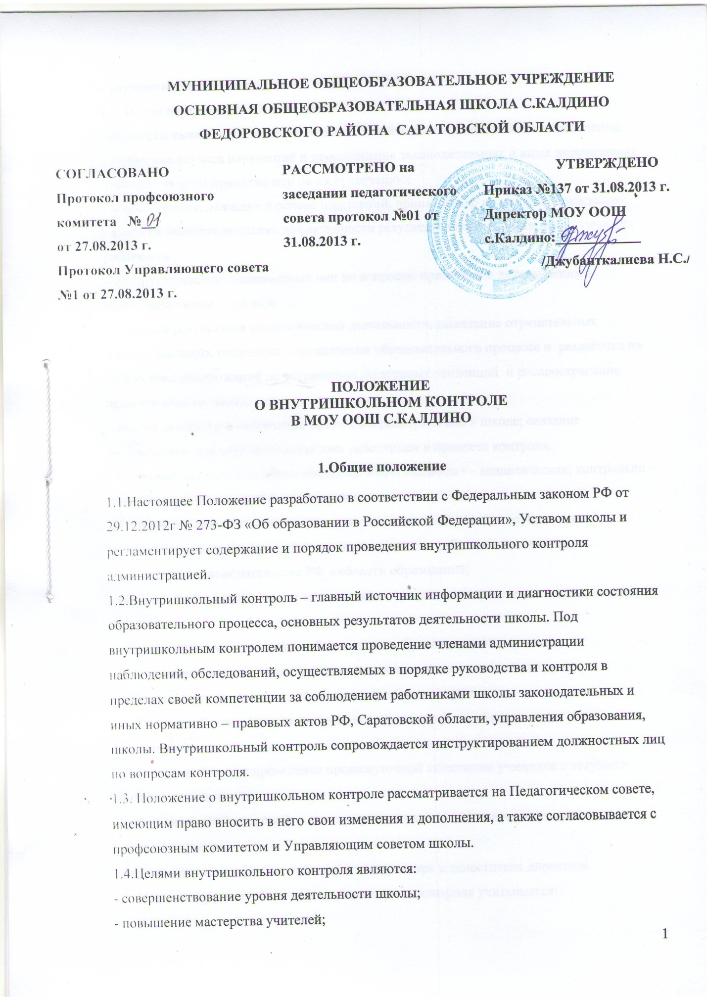 МУНИЦИПАЛЬНОЕ ОБЩЕОБРАЗОВАТЕЛЬНОЕ УЧРЕЖДЕНИЕ
ОСНОВНАЯ ОБЩЕОБРАЗОВАТЕЛЬНАЯ ШКОЛА С.КАЛДИНО
ФЕДОРОВСКОГО РАЙОНА САРАТОВСКОЙ ОБЛАСТИ
СОГЛАСОВАНО
Протокол профсоюзного
комитета № 01
от 27.08.2013 г.
Протокол Управляющего совета
№1 от 27.08.2013 г.
РАССМОТРЕНО на
заседании педагогического
совета протокол №01 от
31.08.2013 г.
УТВЕРЖДЕНО
Приказ №137 от 31.08.2013 г.
Директор МОУ ООШ
с.Калдино:
/Джубанткалиева Н.С./
ПОЛОЖЕНИЕ
О ВНУТРИШКОЛЬНОМ КОНТРОЛЕ
В МОУ ООШ С.КАЛДИНО
1.Общие положение
1.1.Настоящее Положение разработано в соответствии с Федеральным законом РФ от
29.12.2012г № 273-ФЗ «Об образовании в Российской Федерации», Уставом школы и
регламентирует содержание и порядок проведения внутришкольного контроля
администрацией.
1.2.Внутришкольный контроль – главный источник информации и диагностики состояния
образовательного процесса, основных результатов деятельности школы. Под
внутришкольным контролем понимается проведение членами администрации
наблюдений, обследований, осуществляемых в порядке руководства и контроля в
пределах своей компетенции за соблюдением работниками школы законодательных и
иных нормативно – правовых актов РФ, Саратовской области, управления образования,
школы. Внутришкольный контроль сопровождается инструктированием должностных лиц
по вопросам контроля.
1.3. Положение о внутришкольном контроле рассматривается на Педагогическом совете,
имеющим право вносить в него свои изменения и дополнения, а также согласовывается с
профсоюзным комитетом и Управляющим советом школы.
1.4.Целями внутришкольного контроля являются:
- совершенствование уровня деятельности школы;
- повышение мастерства учителей;
1